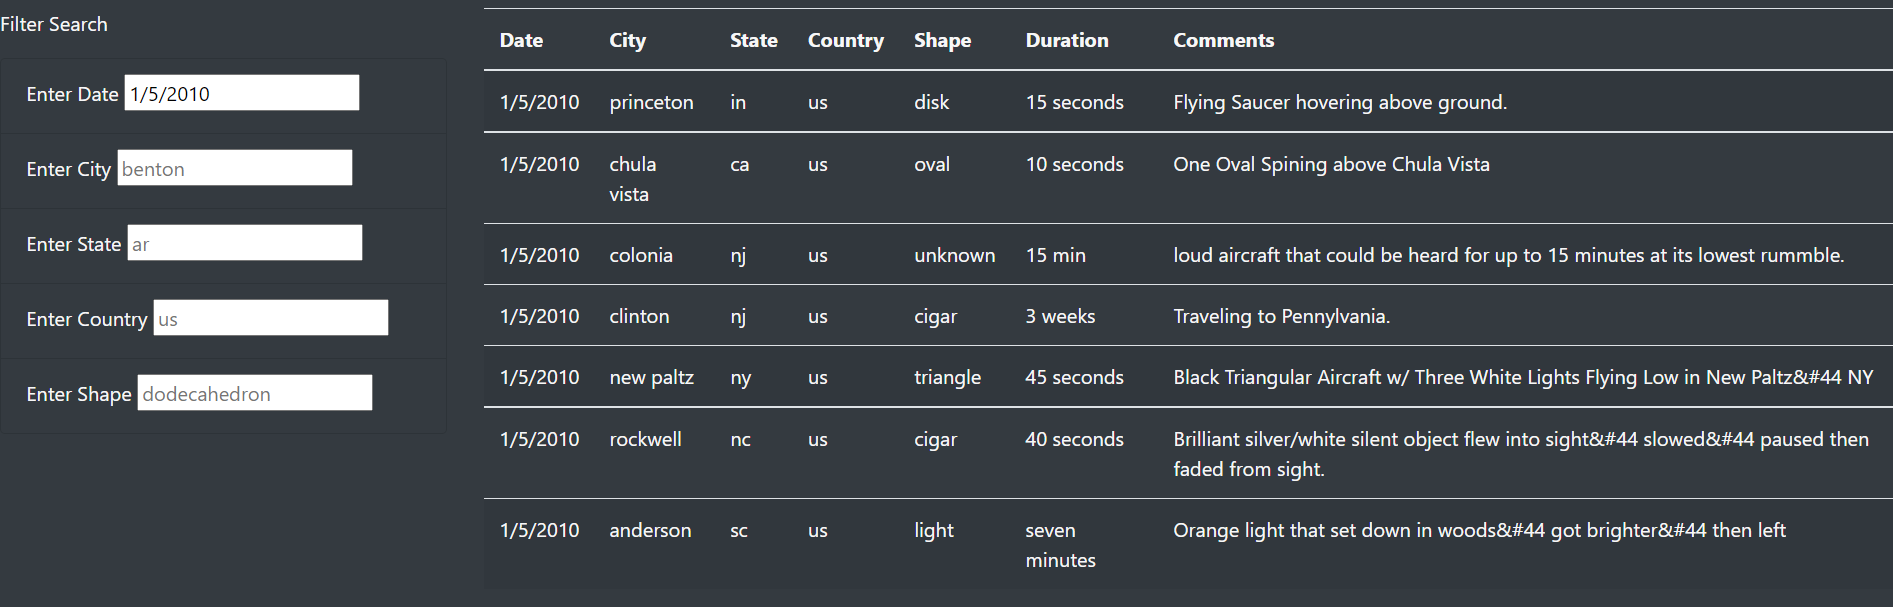 Filter Search
Enter Date 1/5/2010
Enter City benton
Enter State ar
Enter Country us
Enter Shape dodecahedron
Date City State Country Shape Duration Comments
1/5/2010 princeton in us disk 15 seconds Flying Saucer hovering above ground.
1/5/2010 chula ca us oval 10 seconds One Oval Spining above Chula Vista
vista
1/5/2010 colonia nj us unknown 15 min loud aircraft that could be heard for up to 15 minutes at its lowest rummble.
1/5/2010 clinton nj us cigar 3 weeks Traveling to Pennylvania.
1/5/2010 new paltz ny us triangle 45 seconds Black Triangular Aircraft w/ Three White Lights Flying Low in New Paltz&#44 NY
1/5/2010 rockwell nc us cigar 40 seconds Brilliant silver/white silent object flew into sight&#44 slowed&#44 paused then
faded from sight.
1/5/2010 anderson sc us light seven Orange light that set down in woods&#44 got brighter&#44 then left
minutes